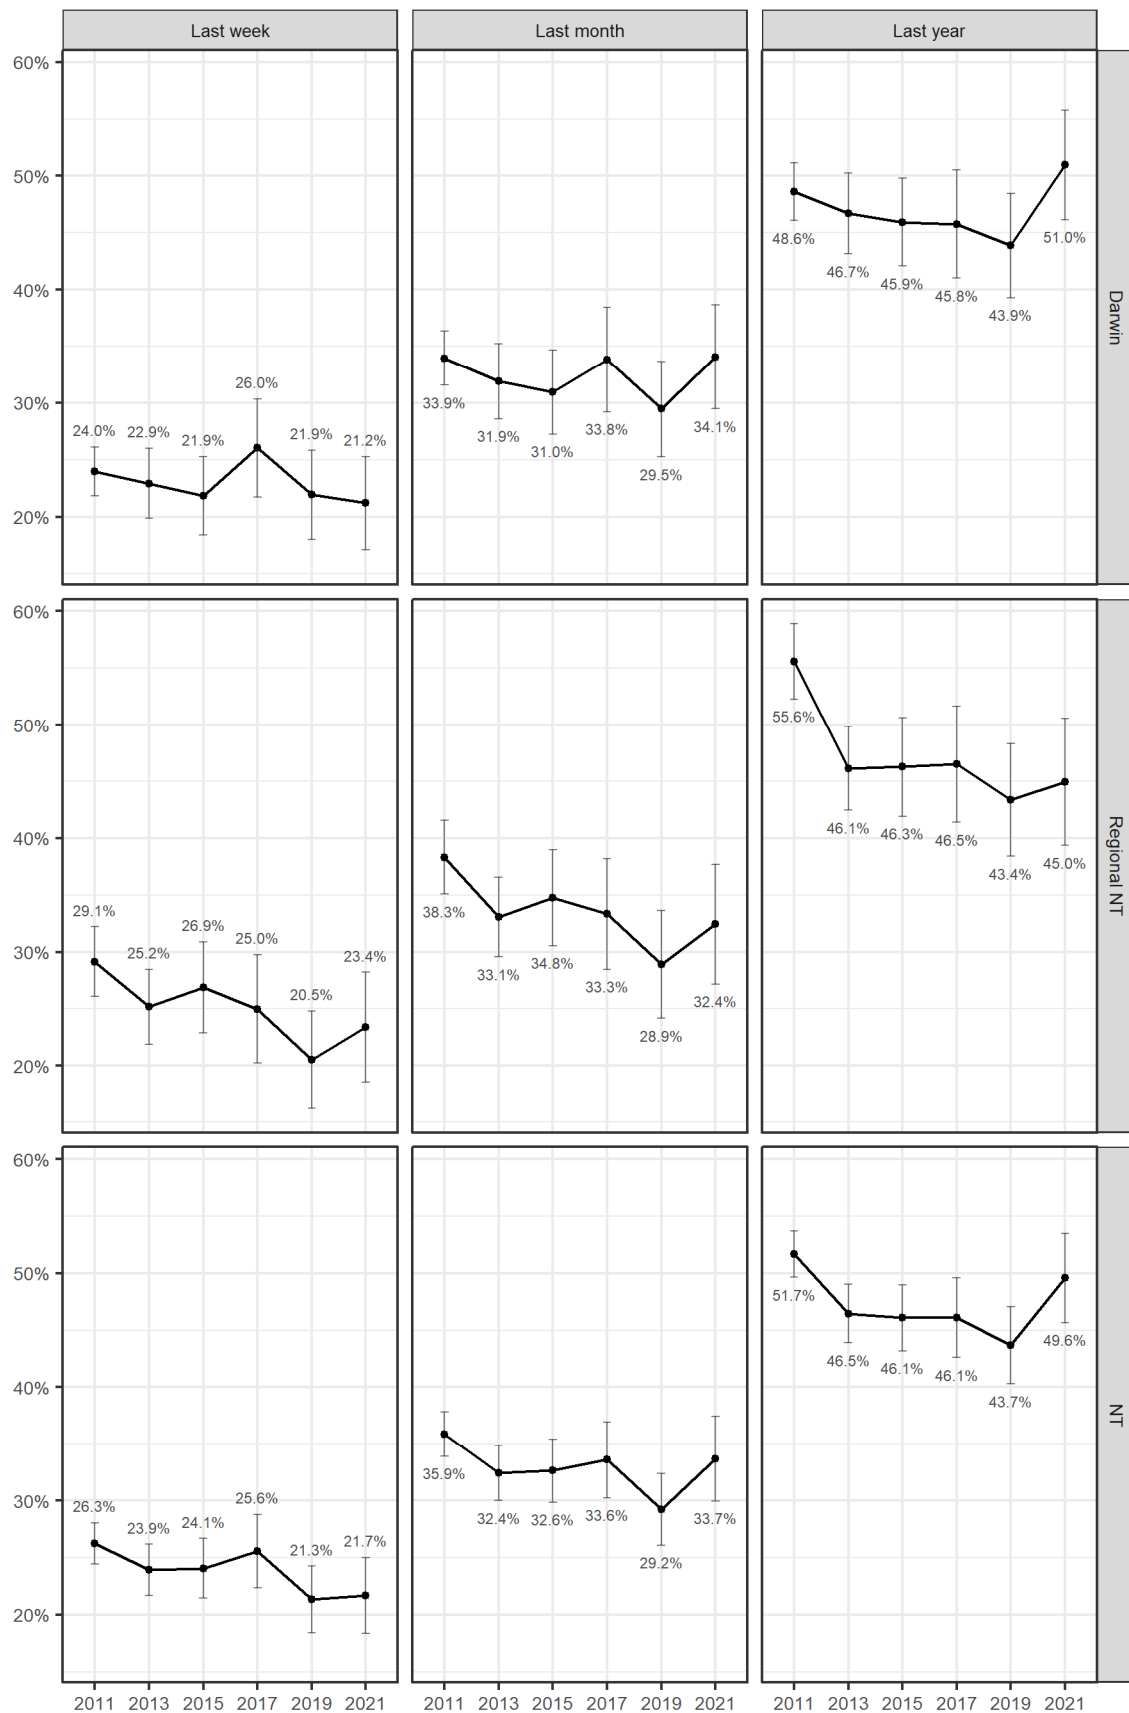 Last week Last month Last year
60%
50%
48.6% 46.7% 45.9% 45.8% 43.9% 51.0%
40%
33.9% 31.9% 31.0% 33.8% 29.5% 34.1%
30%
24.0% 22.9% 21.9% 26.0% 21.9% 21.2%
20%
Darwin
60%
50%
55.6% 46.1% 46.3% 46.5% 43.4% 45.0%
40%
38.3% 33.1% 34.8% 33.3% 28.9% 32.4%
30%
29.1% 25.2% 26.9% 25.0% 20.5% 23.4%
20%
Regional NT
60%
50%
51.7% 46.5% 46.1% 46.1% 43.7% 49.6%
40%
35.9% 32.4% 32.6% 33.6% 29.2% 33.7%
30%
26.3% 23.9% 24.1% 25.6% 21.3% 21.7%
20%
NT
2011 2013 2015 2017 2019 2021 2011 2013 2015 2017 2019 2021 2011 2013 2015 2017 2019 2021